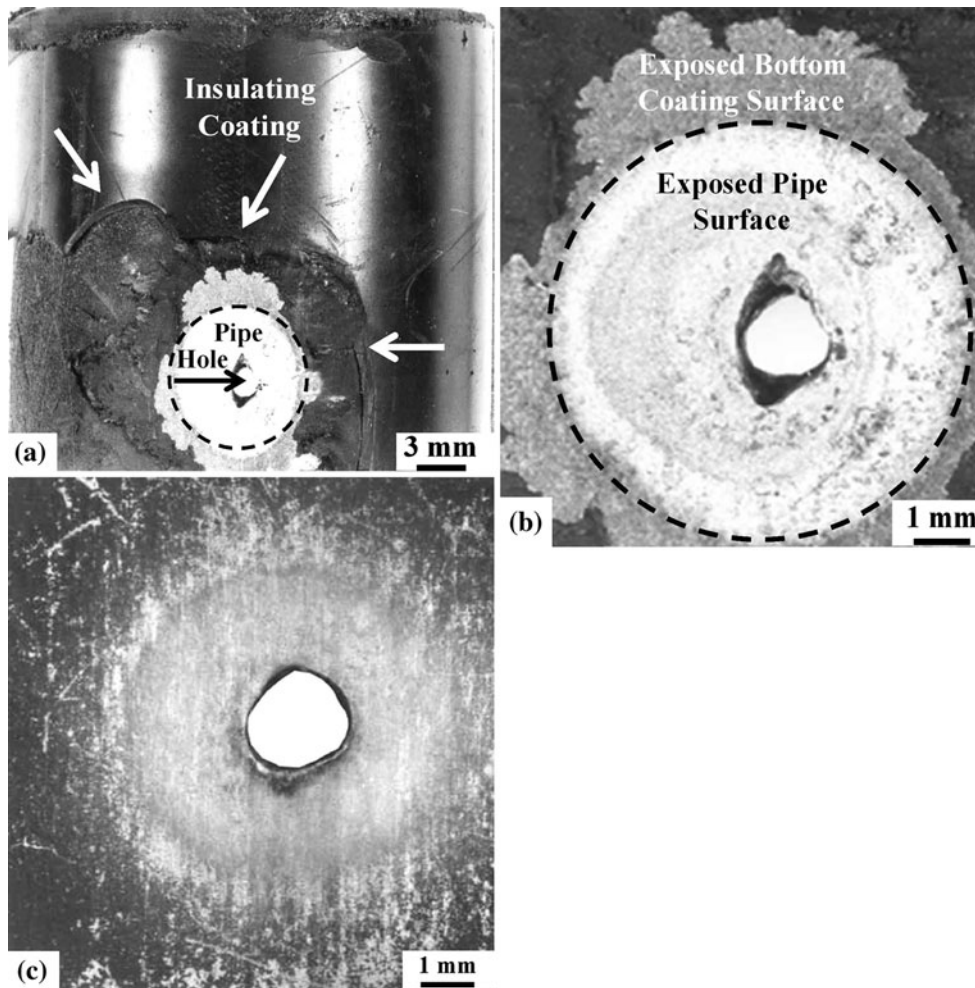 Insulating
Coating
Pipe
Hole
(a)
3 mm
Exposed Bottom
Coating Surface
Exposed Pipe
Surface
(b)
1 mm
(c)
1 mm